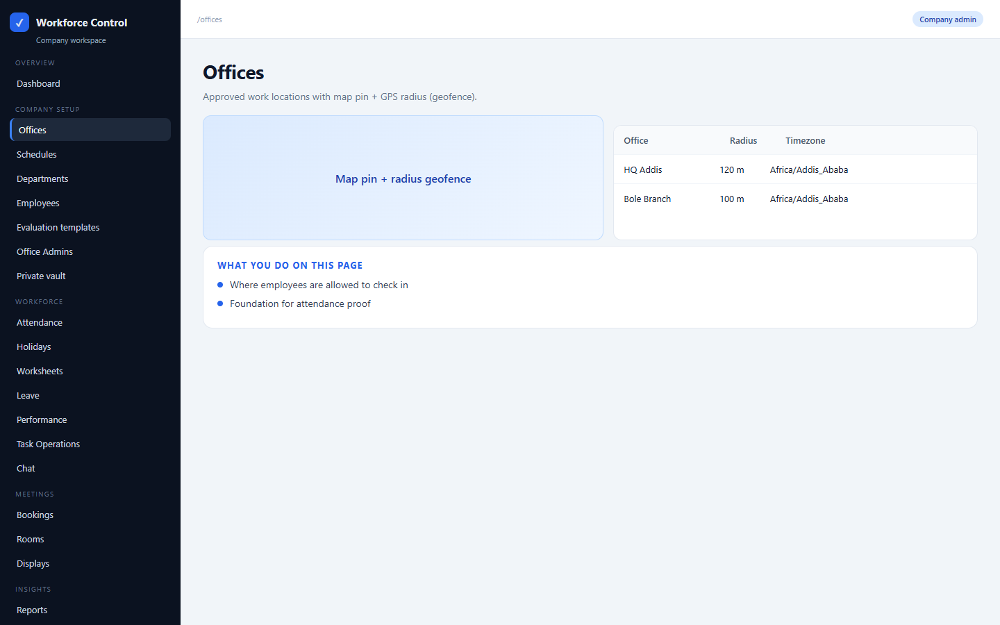 ✓ Workforce Control
Company workspace
OVERVIEW
Dashboard
COMPANY SETUP
Offices
Schedules
Departments
Employees
Evaluation templates
Office Admins
Private vault
WORKFORCE
Attendance
Holidays
Worksheets
Leave
Performance
Task Operations
Chat
MEETINGS
Bookings
Rooms
Displays
INSIGHTS
Reports
/offices
Company admin
Offices
Approved work locations with map pin + GPS radius (geofence).
Map pin + radius geofence
Office Radius Timezone
HQ Addis 120 m Africa/Addis_Ababa
Bole Branch 100 m Africa/Addis_Ababa
WHAT YOU DO ON THIS PAGE
Where employees are allowed to check in
Foundation for attendance proof